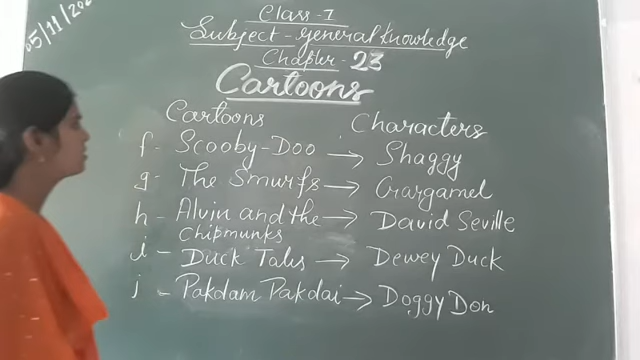 05/11/202
Class-I
Subject-general knowledge
Chapter-23
Cartoons
Cartoons Characters
f- Scooby-Doo → Shaggy
g- The Smurfs → Gargamel
h- Alvin and the → David Seville
Chipmunks
i- Duck Tales → Dewey Duck
j- Pakdam Pakdai → Doggy Don